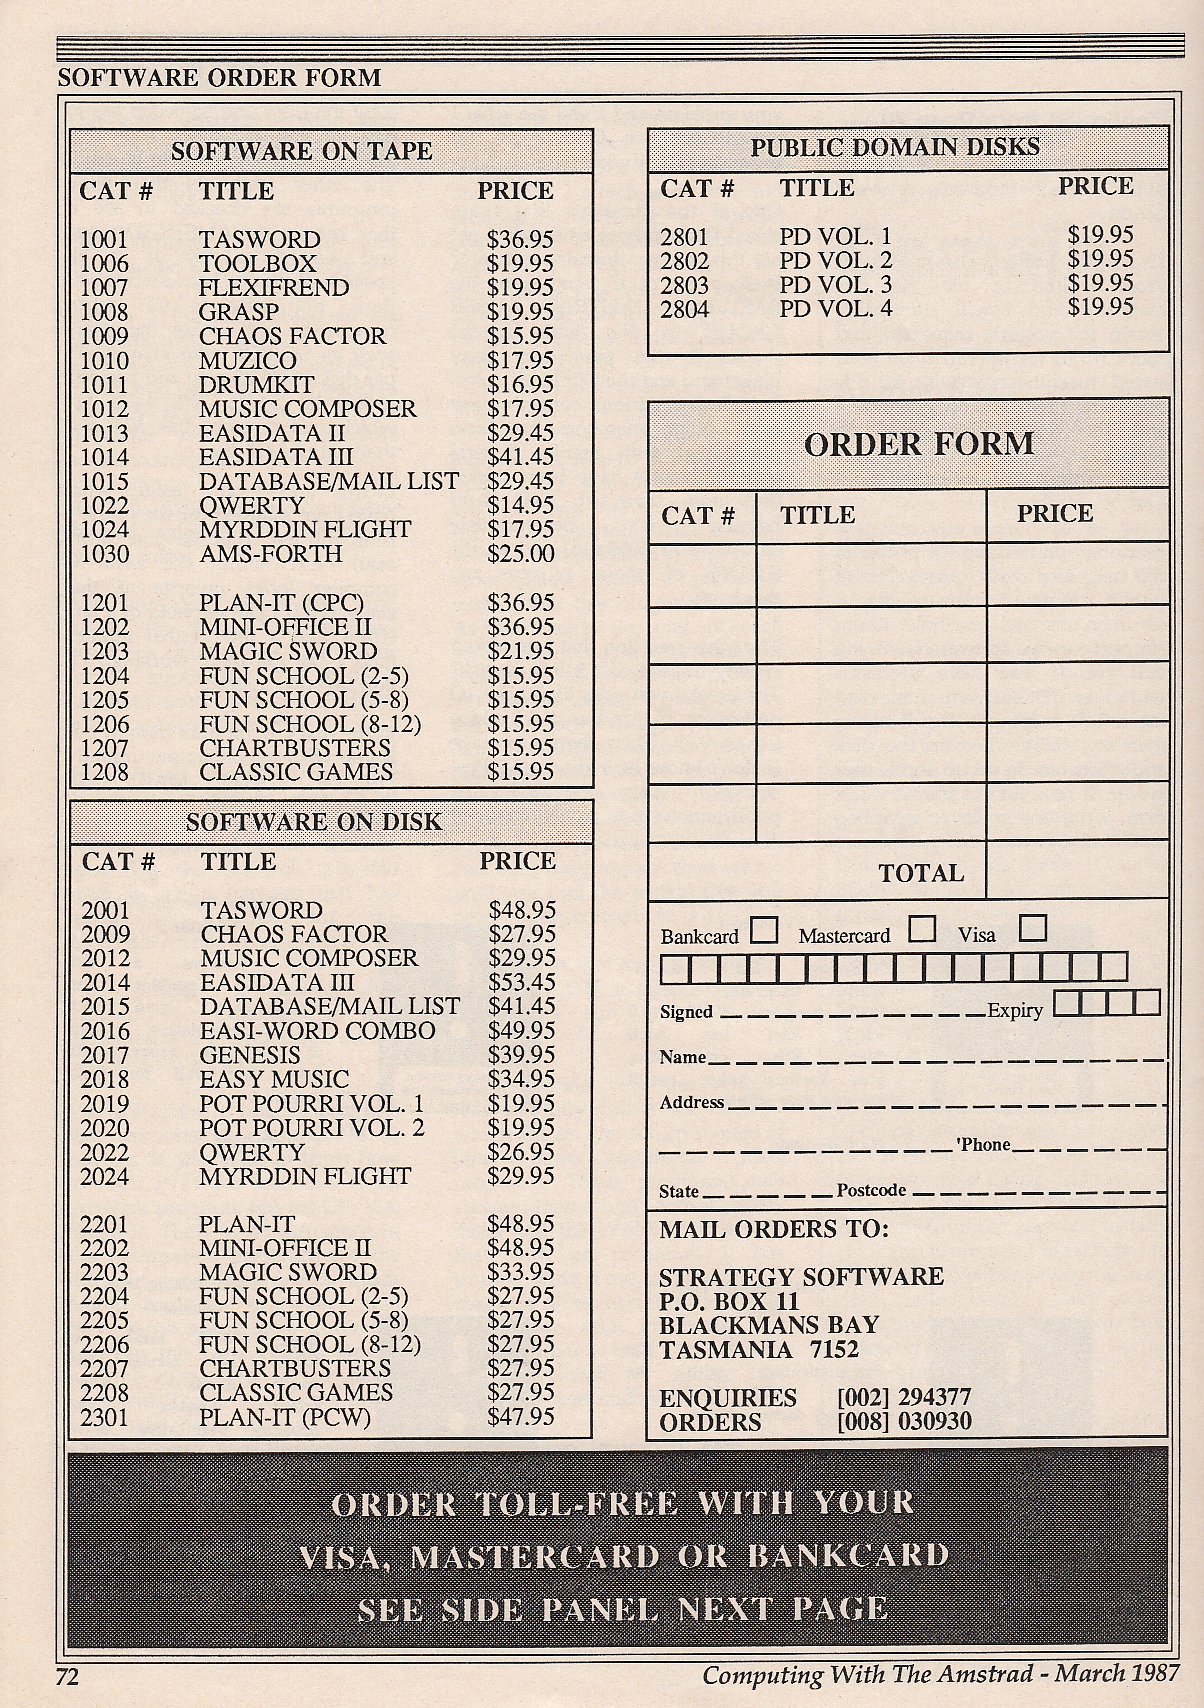 SOFTWARE ORDER FORM
SOFTWARE ON TAPE
CAT # TITLE PRICE
1001 TASWORD $36.95
1006 TOOLBOX $19.95
1007 FLEXIFREND $19.95
1008 GRASP $19.95
1009 CHAOS FACTOR $15.95
1010 MUZICO $17.95
1011 DRUMKIT $16.95
1012 MUSIC COMPOSER $17.95
1013 EASIDATA II $29.45
1014 EASIDATA III $41.45
1015 DATABASE/MAIL LIST $29.45
1022 QWERTY $14.95
1024 MYRDDIN FLIGHT $17.95
1030 AMS-FORTH $25.00
1201 PLAN-IT (CPC) $36.95
1202 MINI-OFFICE II $36.95
1203 MAGIC SWORD $21.95
1204 FUN SCHOOL (2-5) $15.95
1205 FUN SCHOOL (5-8) $15.95
1206 FUN SCHOOL (8-12) $15.95
1207 CHARTBUSTERS $15.95
1208 CLASSIC GAMES $15.95
SOFTWARE ON DISK
CAT # TITLE PRICE
2001 TASWORD $48.95
2009 CHAOS FACTOR $27.95
2012 MUSIC COMPOSER $29.95
2014 EASIDATA III $53.45
2015 DATABASE/MAIL LIST $41.45
2016 EASI-WORD COMBO $49.95
2017 GENESIS $39.95
2018 EASY MUSIC $34.95
2019 POT POURRI VOL. 1 $19.95
2020 POT POURRI VOL. 2 $19.95
2022 QWERTY $26.95
2024 MYRDDIN FLIGHT $29.95
2201 PLAN-IT $48.95
2202 MINI-OFFICE II $48.95
2203 MAGIC SWORD $33.95
2204 FUN SCHOOL (2-5) $27.95
2205 FUN SCHOOL (5-8) $27.95
2206 FUN SCHOOL (8-12) $27.95
2207 CHARTBUSTERS $27.95
2208 CLASSIC GAMES $27.95
2301 PLAN-IT (PCW) $47.95
PUBLIC DOMAIN DISKS
CAT # TITLE PRICE
2801 PD VOL. 1 $19.95
2802 PD VOL. 2 $19.95
2803 PD VOL. 3 $19.95
2804 PD VOL. 4 $19.95
ORDER FORM
CAT # TITLE PRICE
TOTAL
Bankcard Mastercard Visa
Signed Expiry
Name
Address
'Phone
State Postcode
MAIL ORDERS TO:
STRATEGY SOFTWARE
P.O. BOX 11
BLACKMANS BAY
TASMANIA 7152
ENQUIRIES [002] 294377
ORDERS [008] 030930
ORDER TOLL-FREE WITH YOUR
VISA, MASTERCARD OR BANKCARD
SEE SIDE PANEL NEXT PAGE
72 Computing With The Amstrad - March 1987